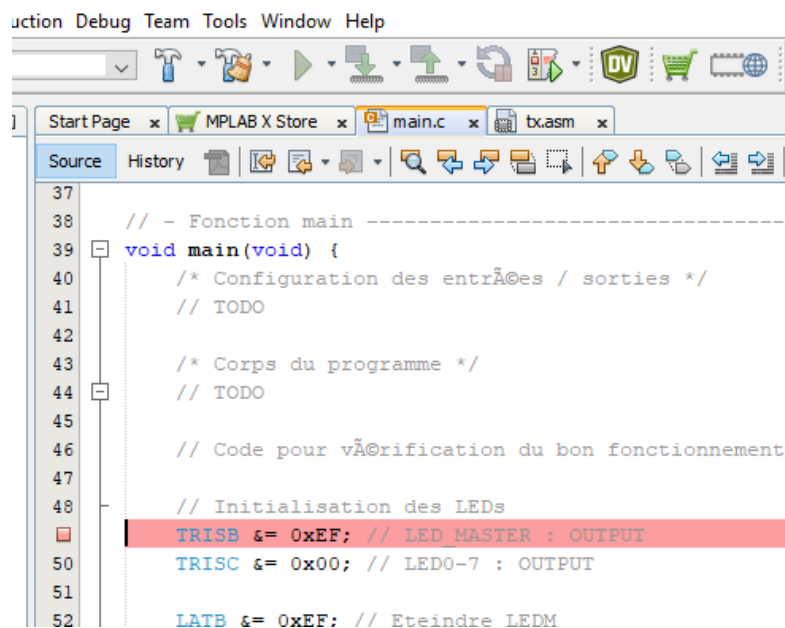 uction Debug Team Tools Window Help
DV
Start Page x MPLAB X Store x main.c x tx.asm x
Source History
37
38 // - Fonction main ---------------------------------
39 void main(void) {
40 /* Configuration des entrÃ©es / sorties */
41 // TODO
42
43 /* Corps du programme */
44 // TODO
45
46 // Code pour vÃ©rification du bon fonctionnement
47
48 // Initialisation des LEDs
TRISB &= 0xEF; // LED_MASTER : OUTPUT
50 TRISC &= 0x00; // LED0-7 : OUTPUT
51
52 LATB &= 0xEF; // Eteindre LEDM